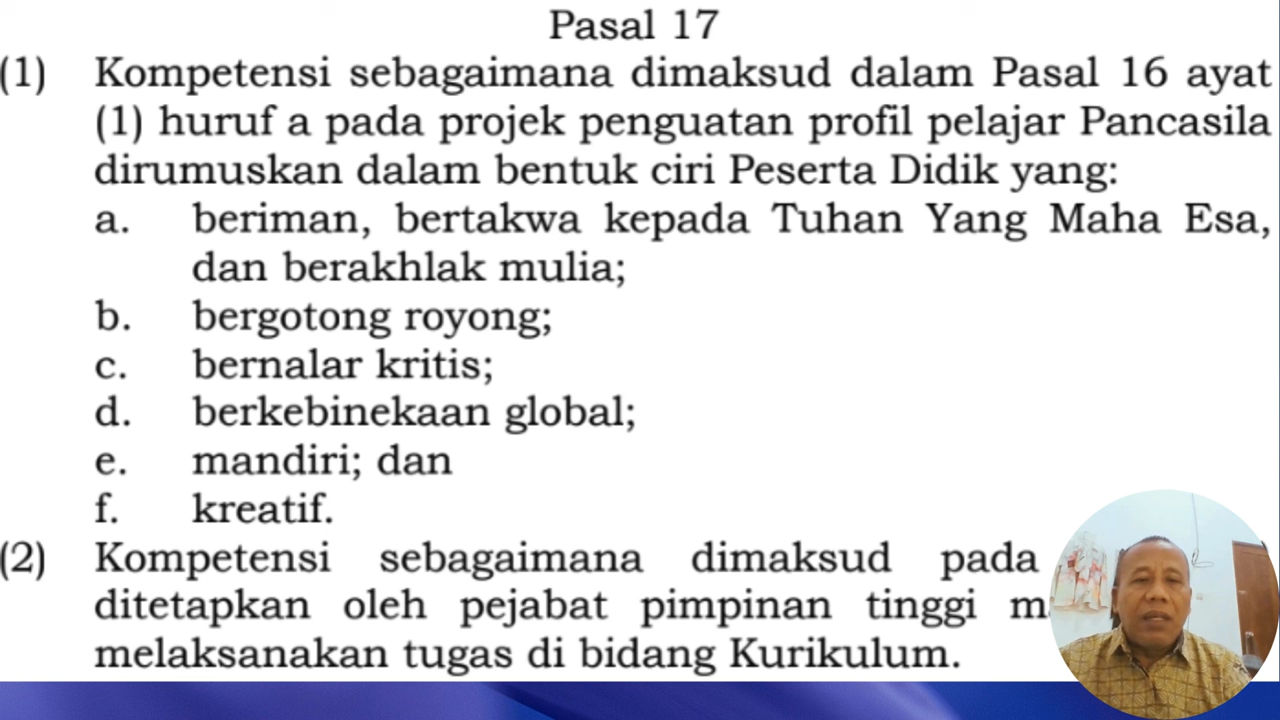 Pasal 17
(1) Kompetensi sebagaimana dimaksud dalam Pasal 16 ayat
(1) huruf a pada projek penguatan profil pelajar Pancasila
dirumuskan dalam bentuk ciri Peserta Didik yang:
a. beriman, bertakwa kepada Tuhan Yang Maha Esa,
dan berakhlak mulia;
b. bergotong royong;
c. bernalar kritis;
d. berkebinekaan global;
e. mandiri; dan
f. kreatif.
(2) Kompetensi sebagaimana dimaksud pada
ditetapkan oleh pejabat pimpinan tinggi
melaksanakan tugas di bidang Kurikulum.